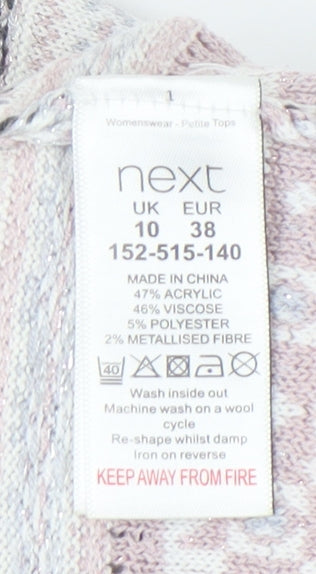 1
Womenswear - Petite Tops
next
UK EUR
10 38
152-515-140
MADE IN CHINA
47% ACRYLIC
46% VISCOSE
5% POLYESTER
2% METALLISED FIBRE
40
Wash inside out
Machine wash on a wool
cycle
Re-shape whilst damp
Iron on reverse
KEEP AWAY FROM FIRE